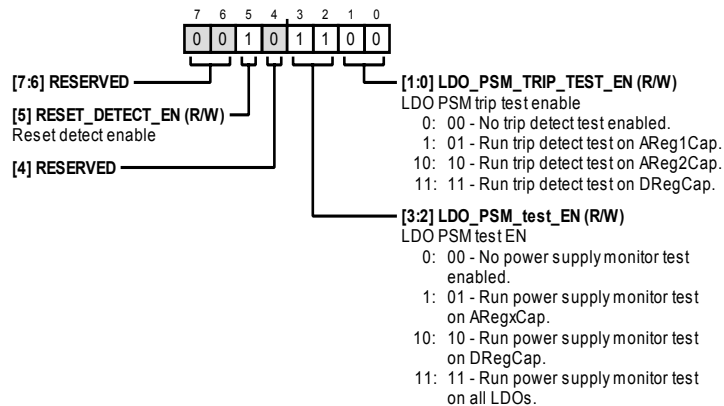 7 6 5 4 3 2 1 0
0 0 1 0 1 1 0 0
[7:6] RESERVED
[5] RESET_DETECT_EN (R/W)
Reset detect enable
[4] RESERVED
[1:0] LDO_PSM_TRIP_TEST_EN (R/W)
LDO PSM trip test enable
0: 00 - No trip detect test enabled.
1: 01 - Run trip detect test on AReg1Cap.
10: 10 - Run trip detect test on AReg2Cap.
11: 11 - Run trip detect test on DRegCap.
[3:2] LDO_PSM_test_EN (R/W)
LDO PSM test EN
0: 00 - No power supply monitor test
enabled.
1: 01 - Run power supply monitor test
on ARegxCap.
10: 10 - Run power supply monitor test
on DRegCap.
11: 11 - Run power supply monitor test
on all LDOs.